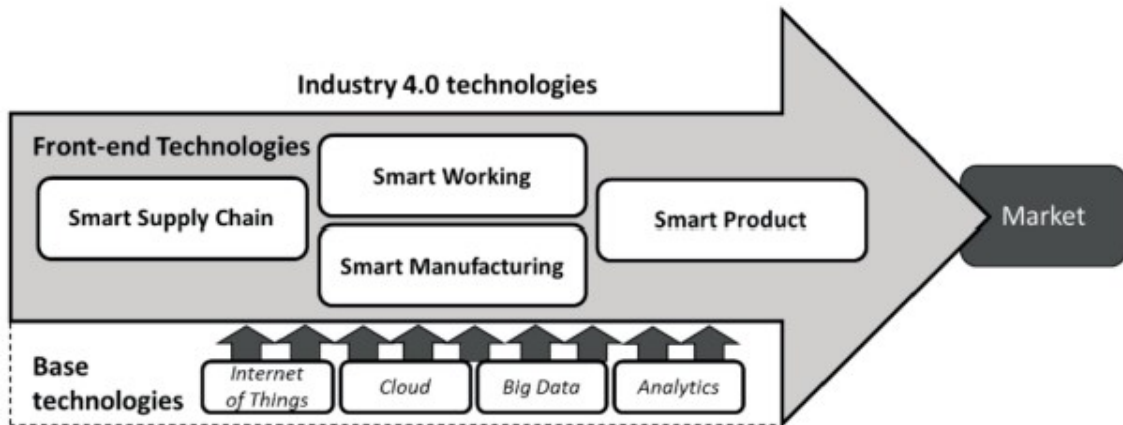 Industry 4.0 technologies
Front-end Technologies
Smart Supply Chain
Smart Working
Smart Manufacturing
Smart Product
Market
Base
technologies
Internet
of Things
Cloud
Big Data
Analytics